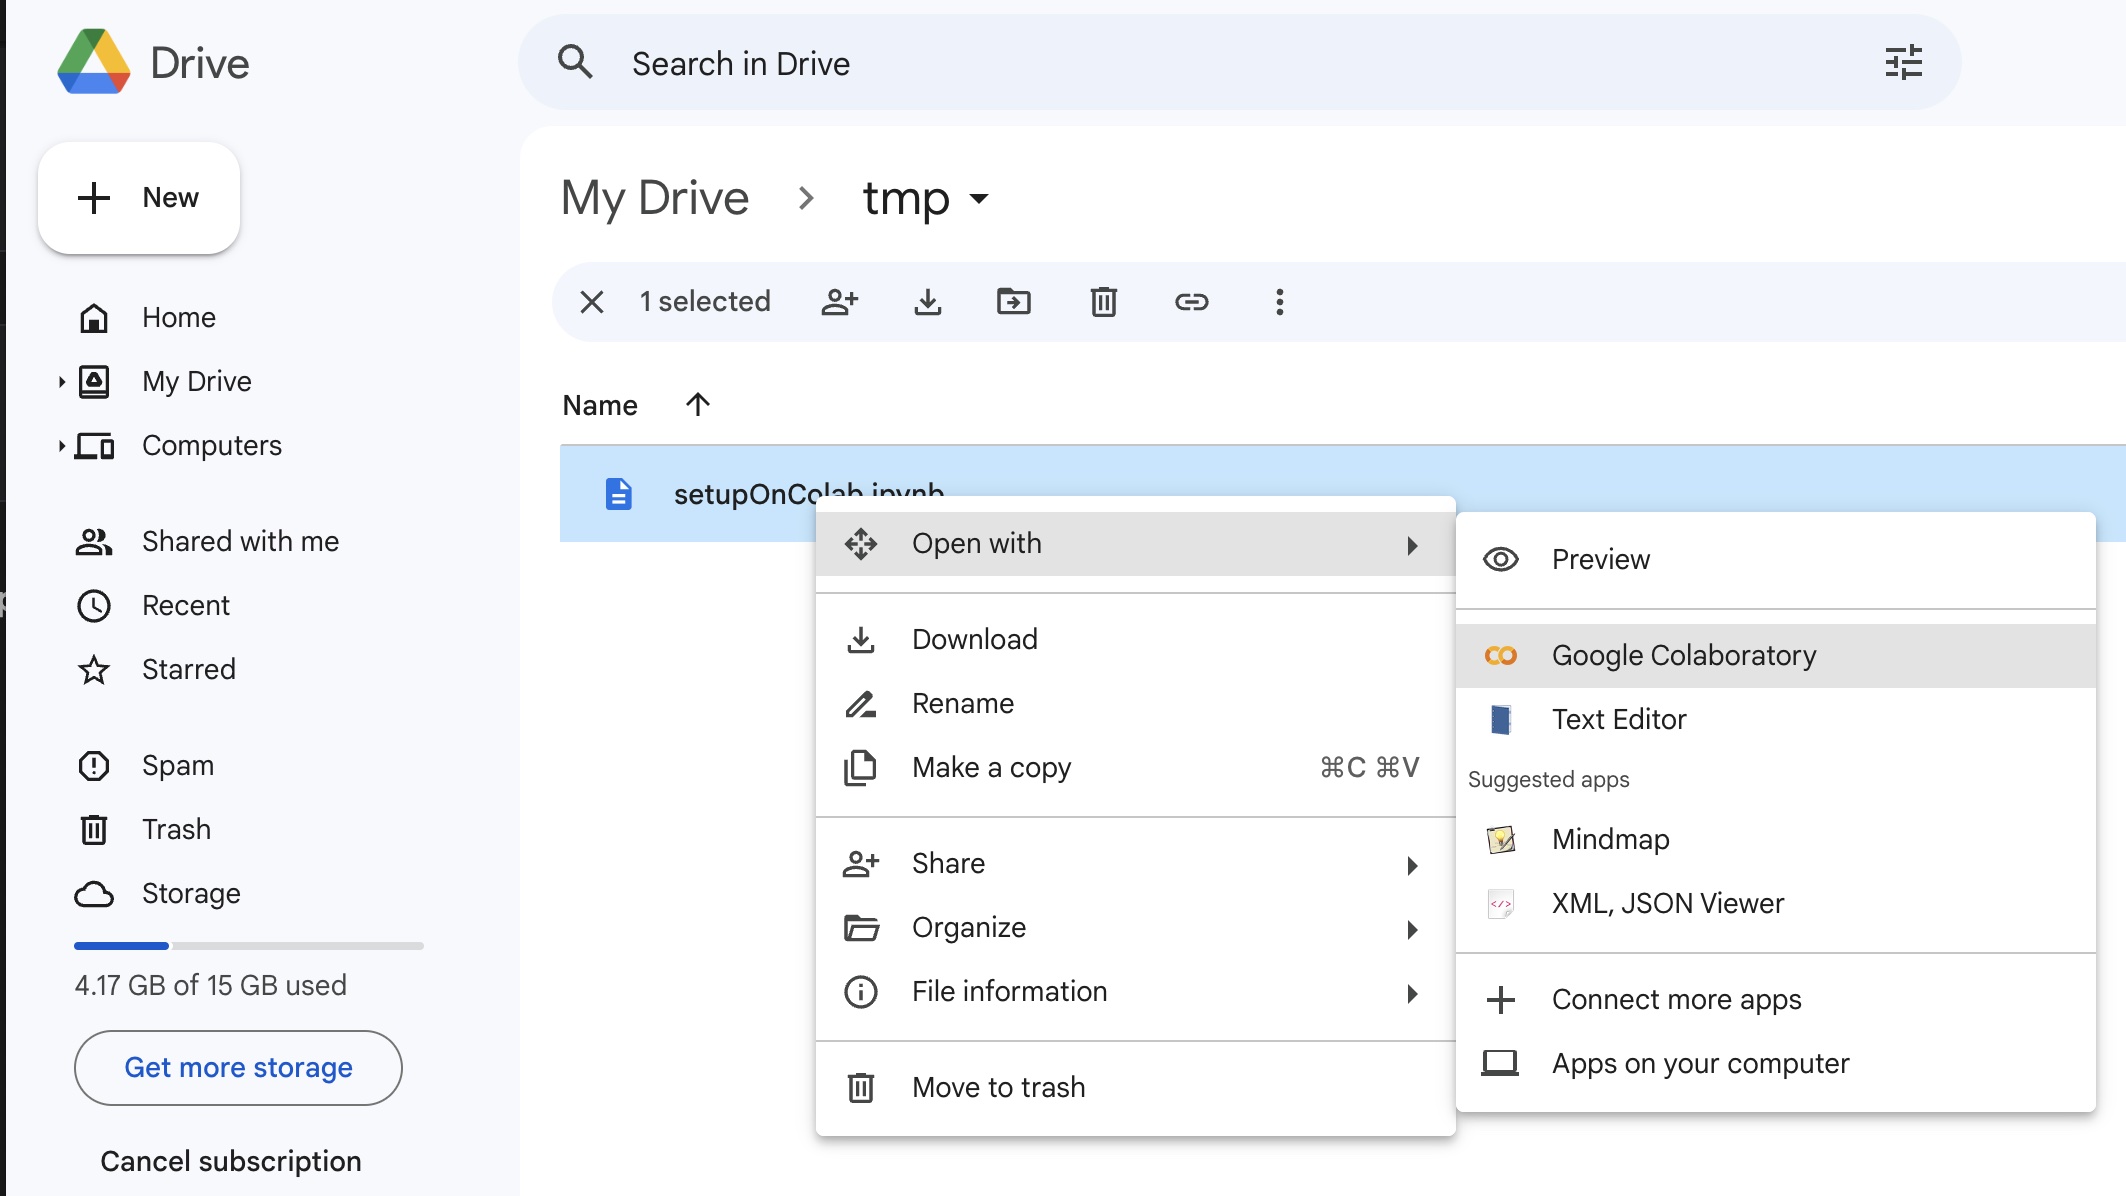 Drive
Search in Drive
New
Home
My Drive
Computers
Shared with me
Recent
Starred
Spam
Trash
Storage
4.17 GB of 15 GB used
Get more storage
Cancel subscription
My Drive > tmp
1 selected
Name
setupOnColab.ipynb
Open with
Download
Rename
Make a copy ⌘C ⌘V
Share
Organize
File information
Move to trash
Preview
Google Colaboratory
Text Editor
Suggested apps
Mindmap
XML, JSON Viewer
Connect more apps
Apps on your computer